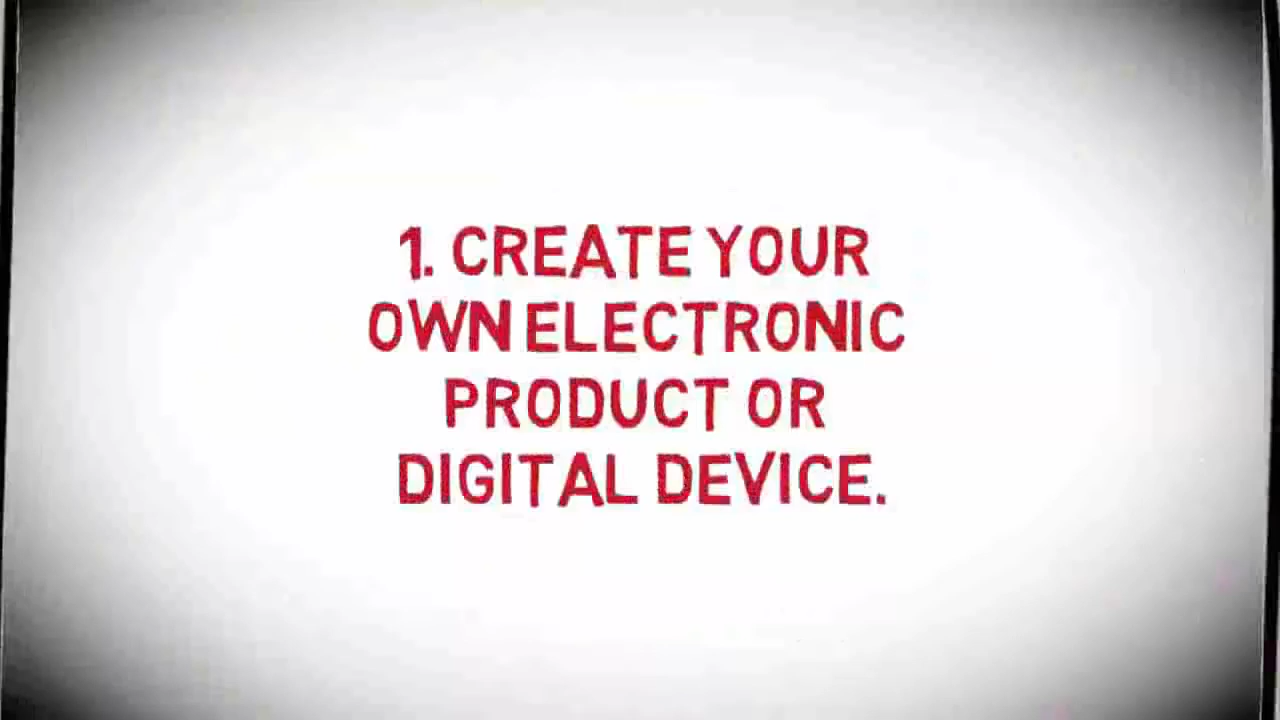 1. CREATE YOUR
OWN ELECTRONIC
PRODUCT OR
DIGITAL DEVICE.